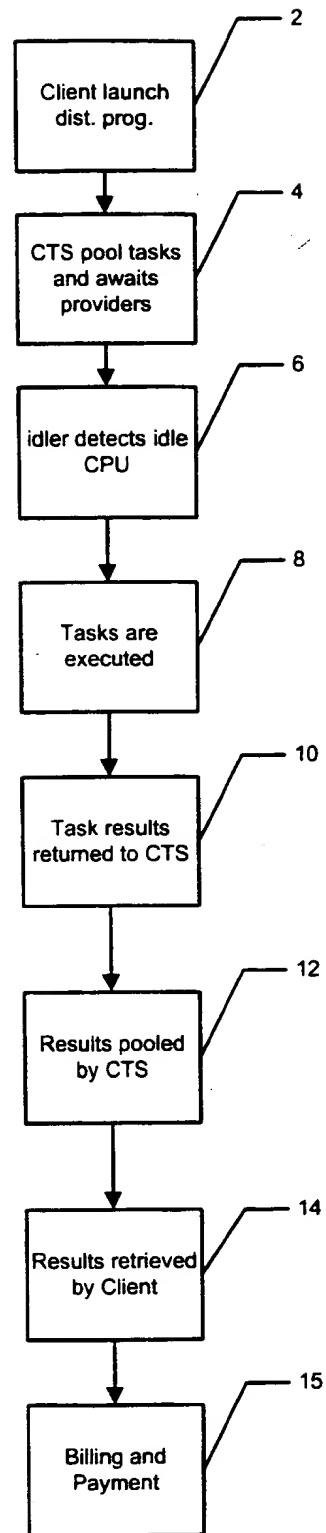 2
Client launch
dist. prog.
4
CTS pool tasks
and awaits
providers
6
idler detects idle
CPU
8
Tasks are
executed
10
Task results
returned to CTS
12
Results pooled
by CTS
14
Results retrieved
by Client
15
Billing and
Payment